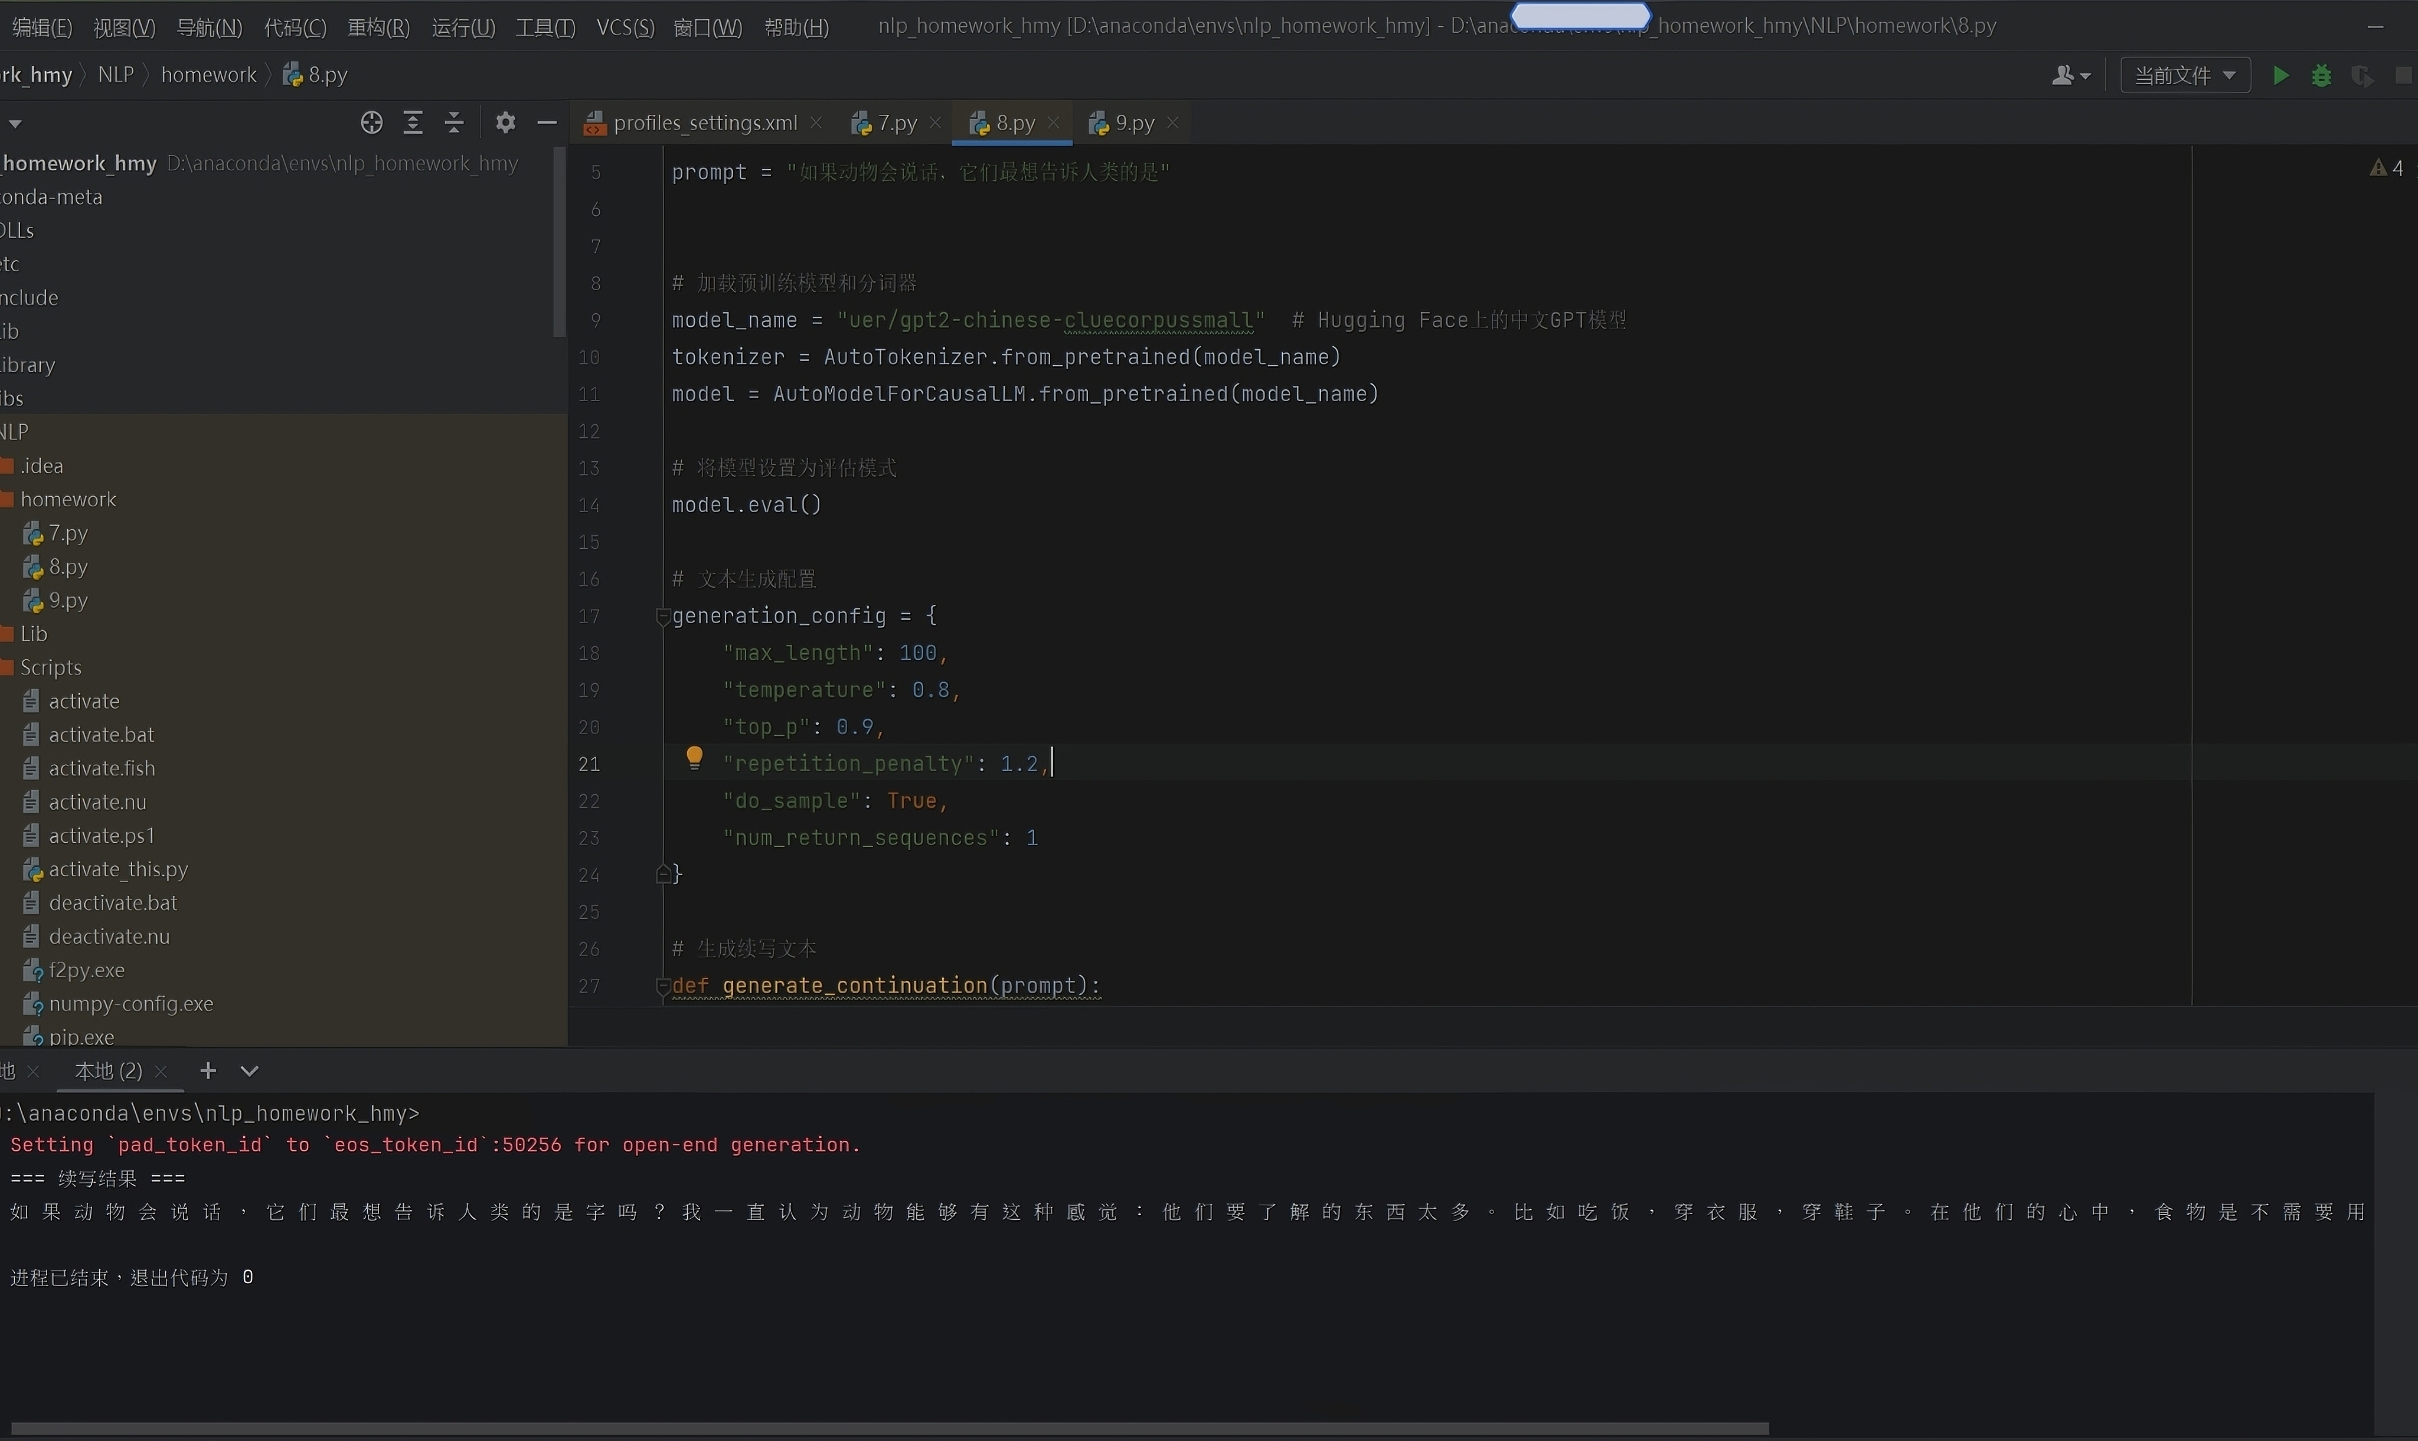 编辑(E) 视图(V) 导航(N) 代码(C) 重构(R) 运行(U) 工具(T) VCS(S) 窗口(W) 帮助(H) nlp_homework_hmy [D:\anaconda\envs\nlp_homework_hmy] - D:\anaconda\envs\nlp_homework_hmy\NLP\homework\8.py
rk_hmy NLP homework 8.py 当前文件
profiles_settings.xml 7.py 8.py 9.py
homework_hmy D:\anaconda\envs\nlp_homework_hmy
onda-meta
DLLs
etc
nclude
ib
ibrary
ibs
NLP
.idea
homework
7.py
8.py
9.py
Lib
Scripts
activate
activate.bat
activate.fish
activate.nu
activate.ps1
activate_this.py
deactivate.bat
deactivate.nu
f2py.exe
numpy-config.exe
pip.exe
4
5 prompt = "如果动物会说话，它们最想告诉人类的是"
6
7
8 # 加载预训练模型和分词器
9 model_name = "uer/gpt2-chinese-cluecorpussmall"  # Hugging Face上的中文GPT模型
10 tokenizer = AutoTokenizer.from_pretrained(model_name)
11 model = AutoModelForCausalLM.from_pretrained(model_name)
12
13 # 将模型设置为评估模式
14 model.eval()
15
16 # 文本生成配置
17 generation_config = {
18     "max_length": 100,
19     "temperature": 0.8,
20     "top_p": 0.9,
21     "repetition_penalty": 1.2,
22     "do_sample": True,
23     "num_return_sequences": 1
24 }
25
26 # 生成续写文本
27 def generate_continuation(prompt):
地 本地 (2)
:\anaconda\envs\nlp_homework_hmy>
Setting `pad_token_id` to `eos_token_id`:50256 for open-end generation.
=== 续写结果 ===
如 果 动 物 会 说 话 ， 它 们 最 想 告 诉 人 类 的 是 字 吗 ？ 我 一 直 认 为 动 物 能 够 有 这 种 感 觉 ： 他 们 要 了 解 的 东 西 太 多 。 比 如 吃 饭 ， 穿 衣 服 ， 穿 鞋 子 。 在 他 们 的 心 中 ， 食 物 是 不 需 要 用
进程已结束，退出代码为 0